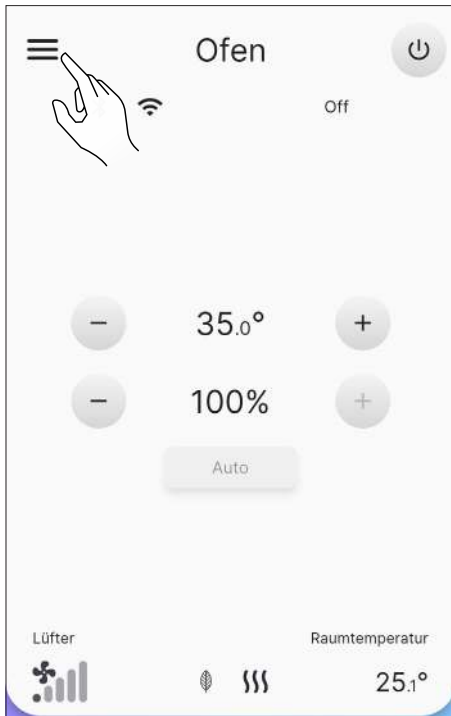 Ofen
Off
35.0°
100%
Auto
Lüfter
Raumtemperatur
25.1°